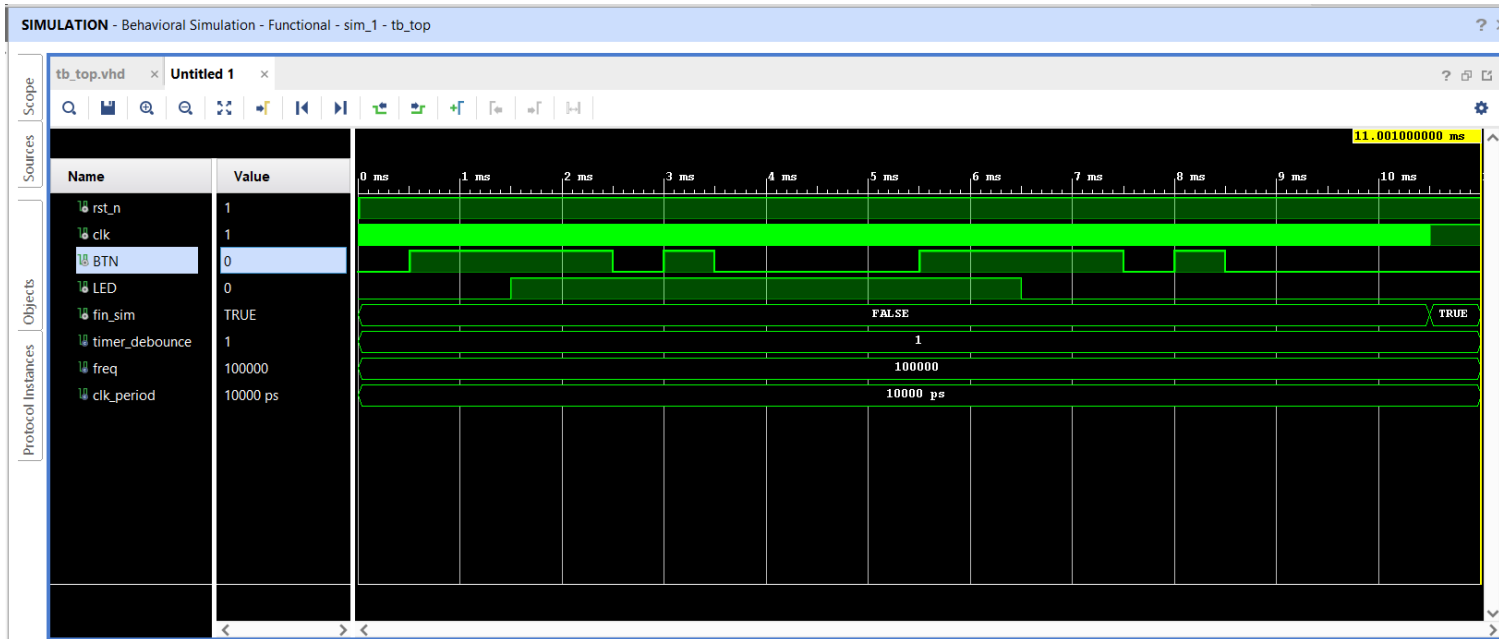 SIMULATION - Behavioral Simulation - Functional - sim_1 - tb_top ?
Scope
Sources
Objects
Protocol Instances
tb_top.vhd × Untitled 1 × ?
11.001000000 ms
Name Value 0 ms 1 ms 2 ms 3 ms 4 ms 5 ms 6 ms 7 ms 8 ms 9 ms 10 ms
rst_n 1
clk 1
BTN 0
LED 0
fin_sim TRUE FALSE TRUE
timer_debounce 1 1
freq 100000 100000
clk_period 10000 ps 10000 ps